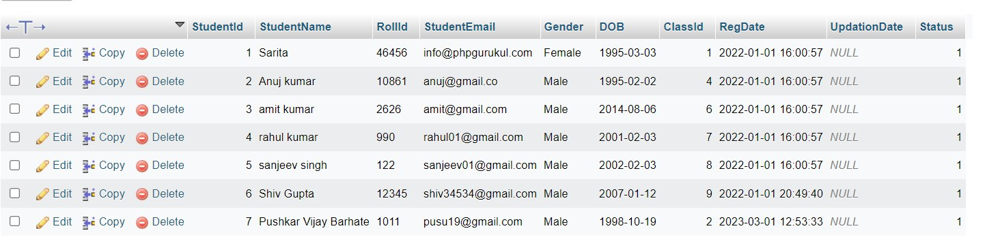 StudentId StudentName RollId StudentEmail Gender DOB ClassId RegDate UpdationDate Status
Edit Copy Delete 1 Sarita 46456 info@phpgurukul.com Female 1995-03-03 1 2022-01-01 16:00:57 NULL 1
Edit Copy Delete 2 Anuj kumar 10861 anuj@gmail.co Male 1995-02-02 4 2022-01-01 16:00:57 NULL 1
Edit Copy Delete 3 amit kumar 2626 amit@gmail.com Male 2014-08-06 6 2022-01-01 16:00:57 NULL 1
Edit Copy Delete 4 rahul kumar 990 rahul01@gmail.com Male 2001-02-03 7 2022-01-01 16:00:57 NULL 1
Edit Copy Delete 5 sanjeev singh 122 sanjeev01@gmail.com Male 2002-02-03 8 2022-01-01 16:00:57 NULL 1
Edit Copy Delete 6 Shiv Gupta 12345 shiv34534@gmail.com Male 2007-01-12 9 2022-01-01 20:49:40 NULL 1
Edit Copy Delete 7 Pushkar Vijay Barhate 1011 pusu19@gmail.com Male 1998-10-19 2 2023-03-01 12:53:33 NULL 1